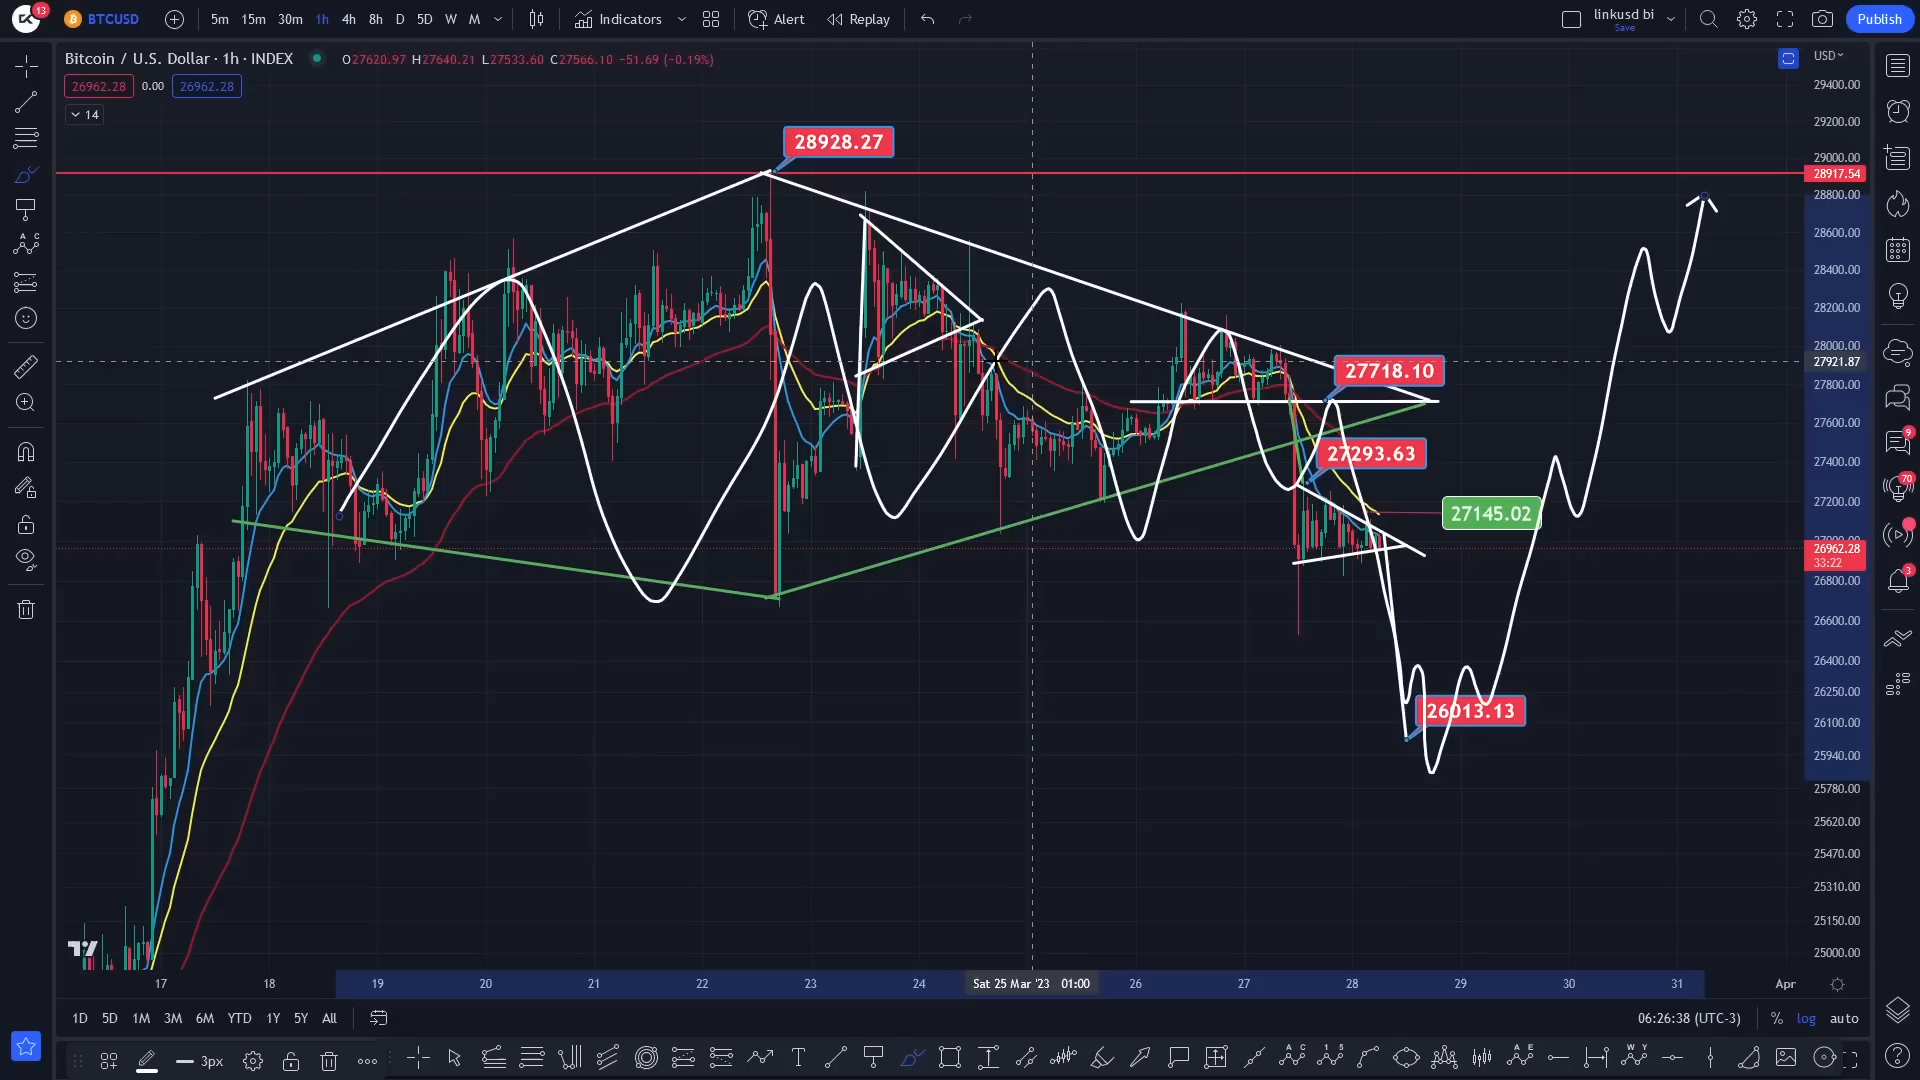 13
BTCUSD
5m 15m 30m 1h 4h 8h D 5D W M
Indicators
Alert
Replay
linkusd bi
Save
Publish
Bitcoin / U.S. Dollar · 1h · INDEX
O27620.97 H27640.21 L27533.60 C27566.10 −51.69 (−0.19%)
26962.28 0.00 26962.28
14
USD
28928.27
27718.10
27293.63
27145.02
26013.13
29400.00
29200.00
29000.00
28917.54
28800.00
28600.00
28400.00
28200.00
28000.00
27921.87
27800.00
27600.00
27400.00
27200.00
26962.28
33:22
26800.00
26600.00
26400.00
26250.00
26100.00
25940.00
25780.00
25620.00
25470.00
25310.00
25150.00
25000.00
9
70
3
17 18 19 20 21 22 23 24 Sat 25 Mar '23 01:00 26 27 28 29 30 31 Apr
1D 5D 1M 3M 6M YTD 1Y 5Y All
06:26:38 (UTC-3) % log auto
3px